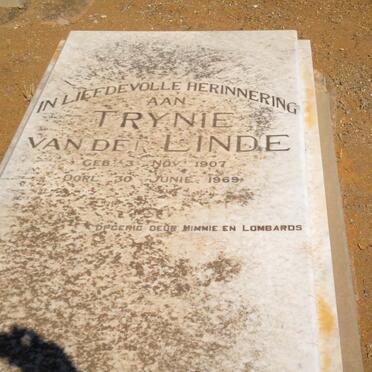 IN LIEFDEVOLLE HERINNERING
AAN
TRYNIE
VAN DER LINDE
GEB. 3 NOV. 1907
OORL. 30 JUNIE 1969
OPGERIG DEUR MIMMIE EN LOMBARDS